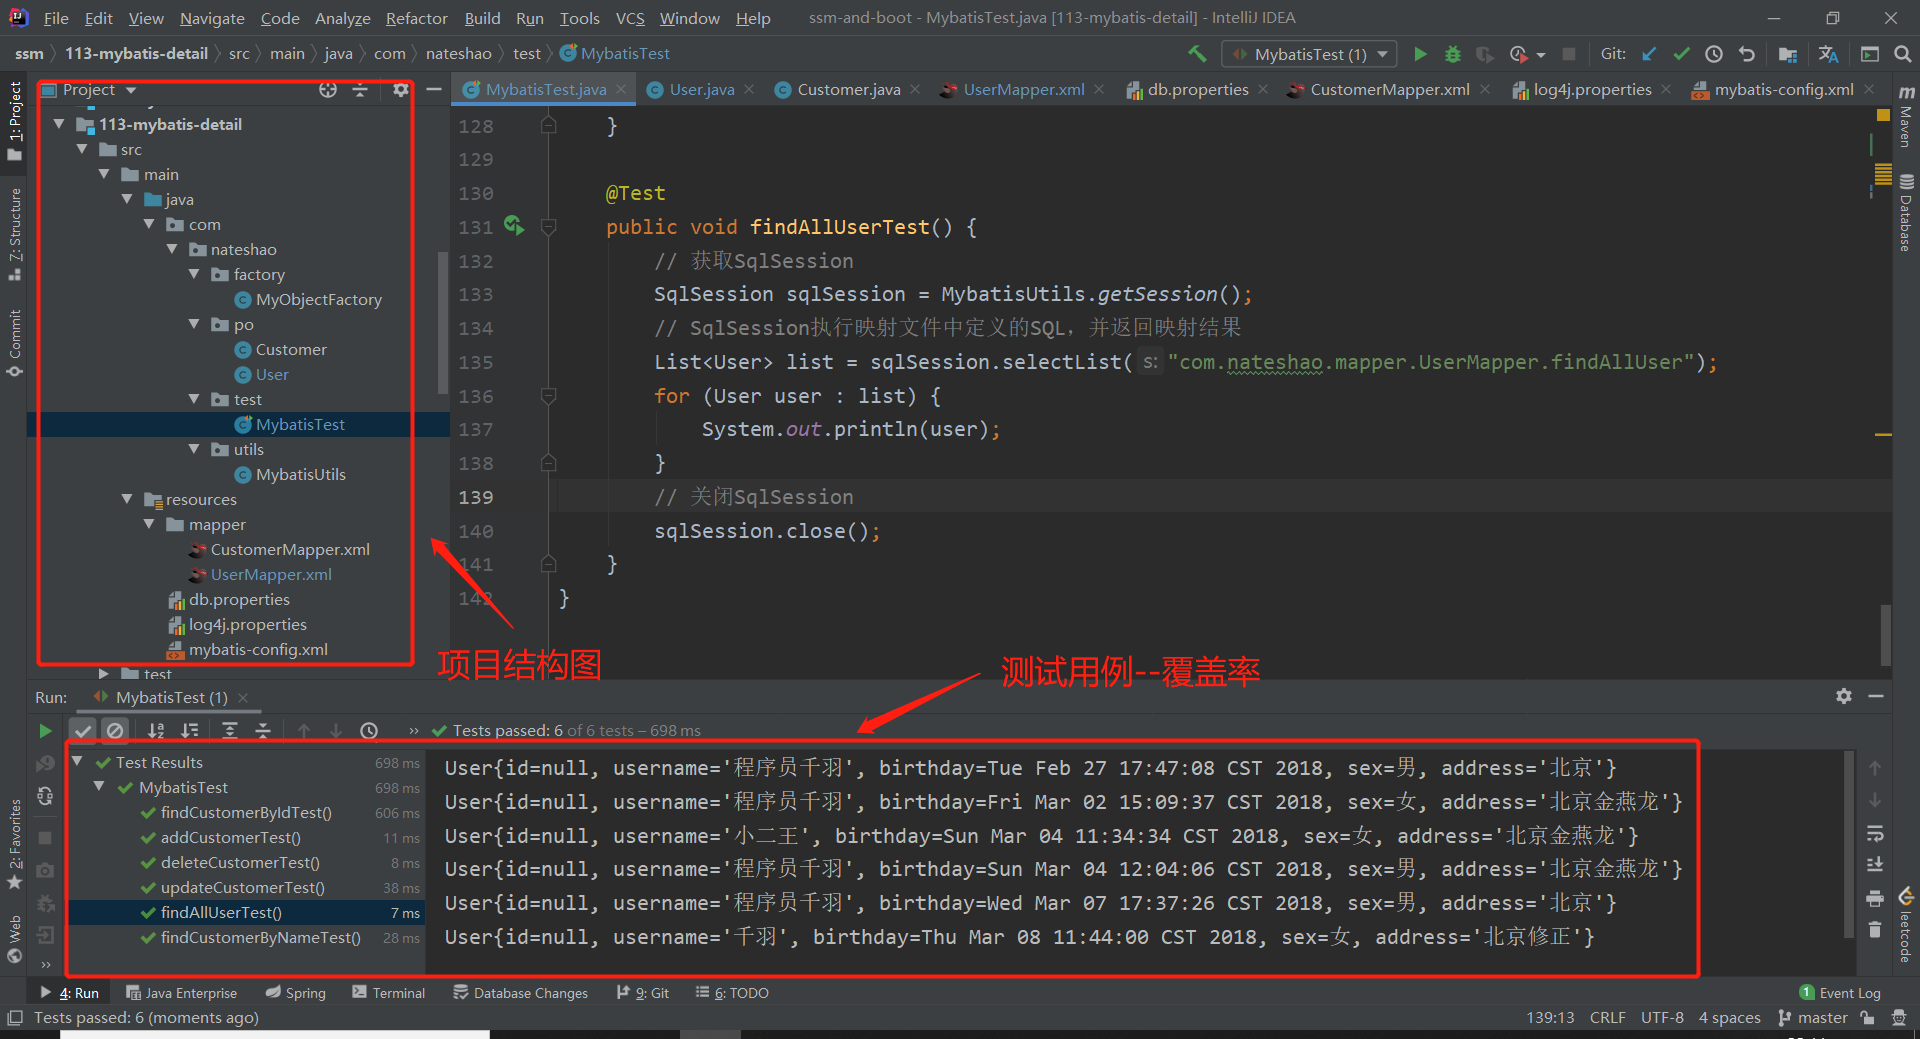 File Edit View Navigate Code Analyze Refactor Build Run Tools VCS Window Help ssm-and-boot - MybatisTest.java [113-mybatis-detail] - IntelliJ IDEA
ssm 113-mybatis-detail src main java com nateshao test MybatisTest MybatisTest (1) Git:
Project
MybatisTest.java User.java Customer.java UserMapper.xml db.properties CustomerMapper.xml log4j.properties mybatis-config.xml
1: Project
7: Structure
Commit
2: Favorites
Web
Maven
Database
leetcode
113-mybatis-detail
src
main
java
com
nateshao
factory
MyObjectFactory
po
Customer
User
test
MybatisTest
utils
MybatisUtils
resources
mapper
CustomerMapper.xml
UserMapper.xml
db.properties
log4j.properties
mybatis-config.xml
test
128 }
129
130 @Test
131 public void findAllUserTest() {
132 // 获取SqlSession
133 SqlSession sqlSession = MybatisUtils.getSession();
134 // SqlSession执行映射文件中定义的SQL，并返回映射结果
135 List<User> list = sqlSession.selectList( s: "com.nateshao.mapper.UserMapper.findAllUser");
136 for (User user : list) {
137 System.out.println(user);
138 }
139 // 关闭SqlSession
140 sqlSession.close();
141 }
142 }
项目结构图
测试用例--覆盖率
Run: MybatisTest (1)
Tests passed: 6 of 6 tests – 698 ms
Test Results 698 ms
MybatisTest 698 ms
findCustomerByIdTest() 606 ms
addCustomerTest() 11 ms
deleteCustomerTest() 8 ms
updateCustomerTest() 38 ms
findAllUserTest() 7 ms
findCustomerByNameTest() 28 ms
User{id=null, username='程序员千羽', birthday=Tue Feb 27 17:47:08 CST 2018, sex=男, address='北京'}
User{id=null, username='程序员千羽', birthday=Fri Mar 02 15:09:37 CST 2018, sex=女, address='北京金燕龙'}
User{id=null, username='小二王', birthday=Sun Mar 04 11:34:34 CST 2018, sex=女, address='北京金燕龙'}
User{id=null, username='程序员千羽', birthday=Sun Mar 04 12:04:06 CST 2018, sex=男, address='北京金燕龙'}
User{id=null, username='程序员千羽', birthday=Wed Mar 07 17:37:26 CST 2018, sex=男, address='北京'}
User{id=null, username='千羽', birthday=Thu Mar 08 11:44:00 CST 2018, sex=女, address='北京修正'}
4: Run Java Enterprise Spring Terminal Database Changes 9: Git 6: TODO 1 Event Log
Tests passed: 6 (moments ago) 139:13 CRLF UTF-8 4 spaces master